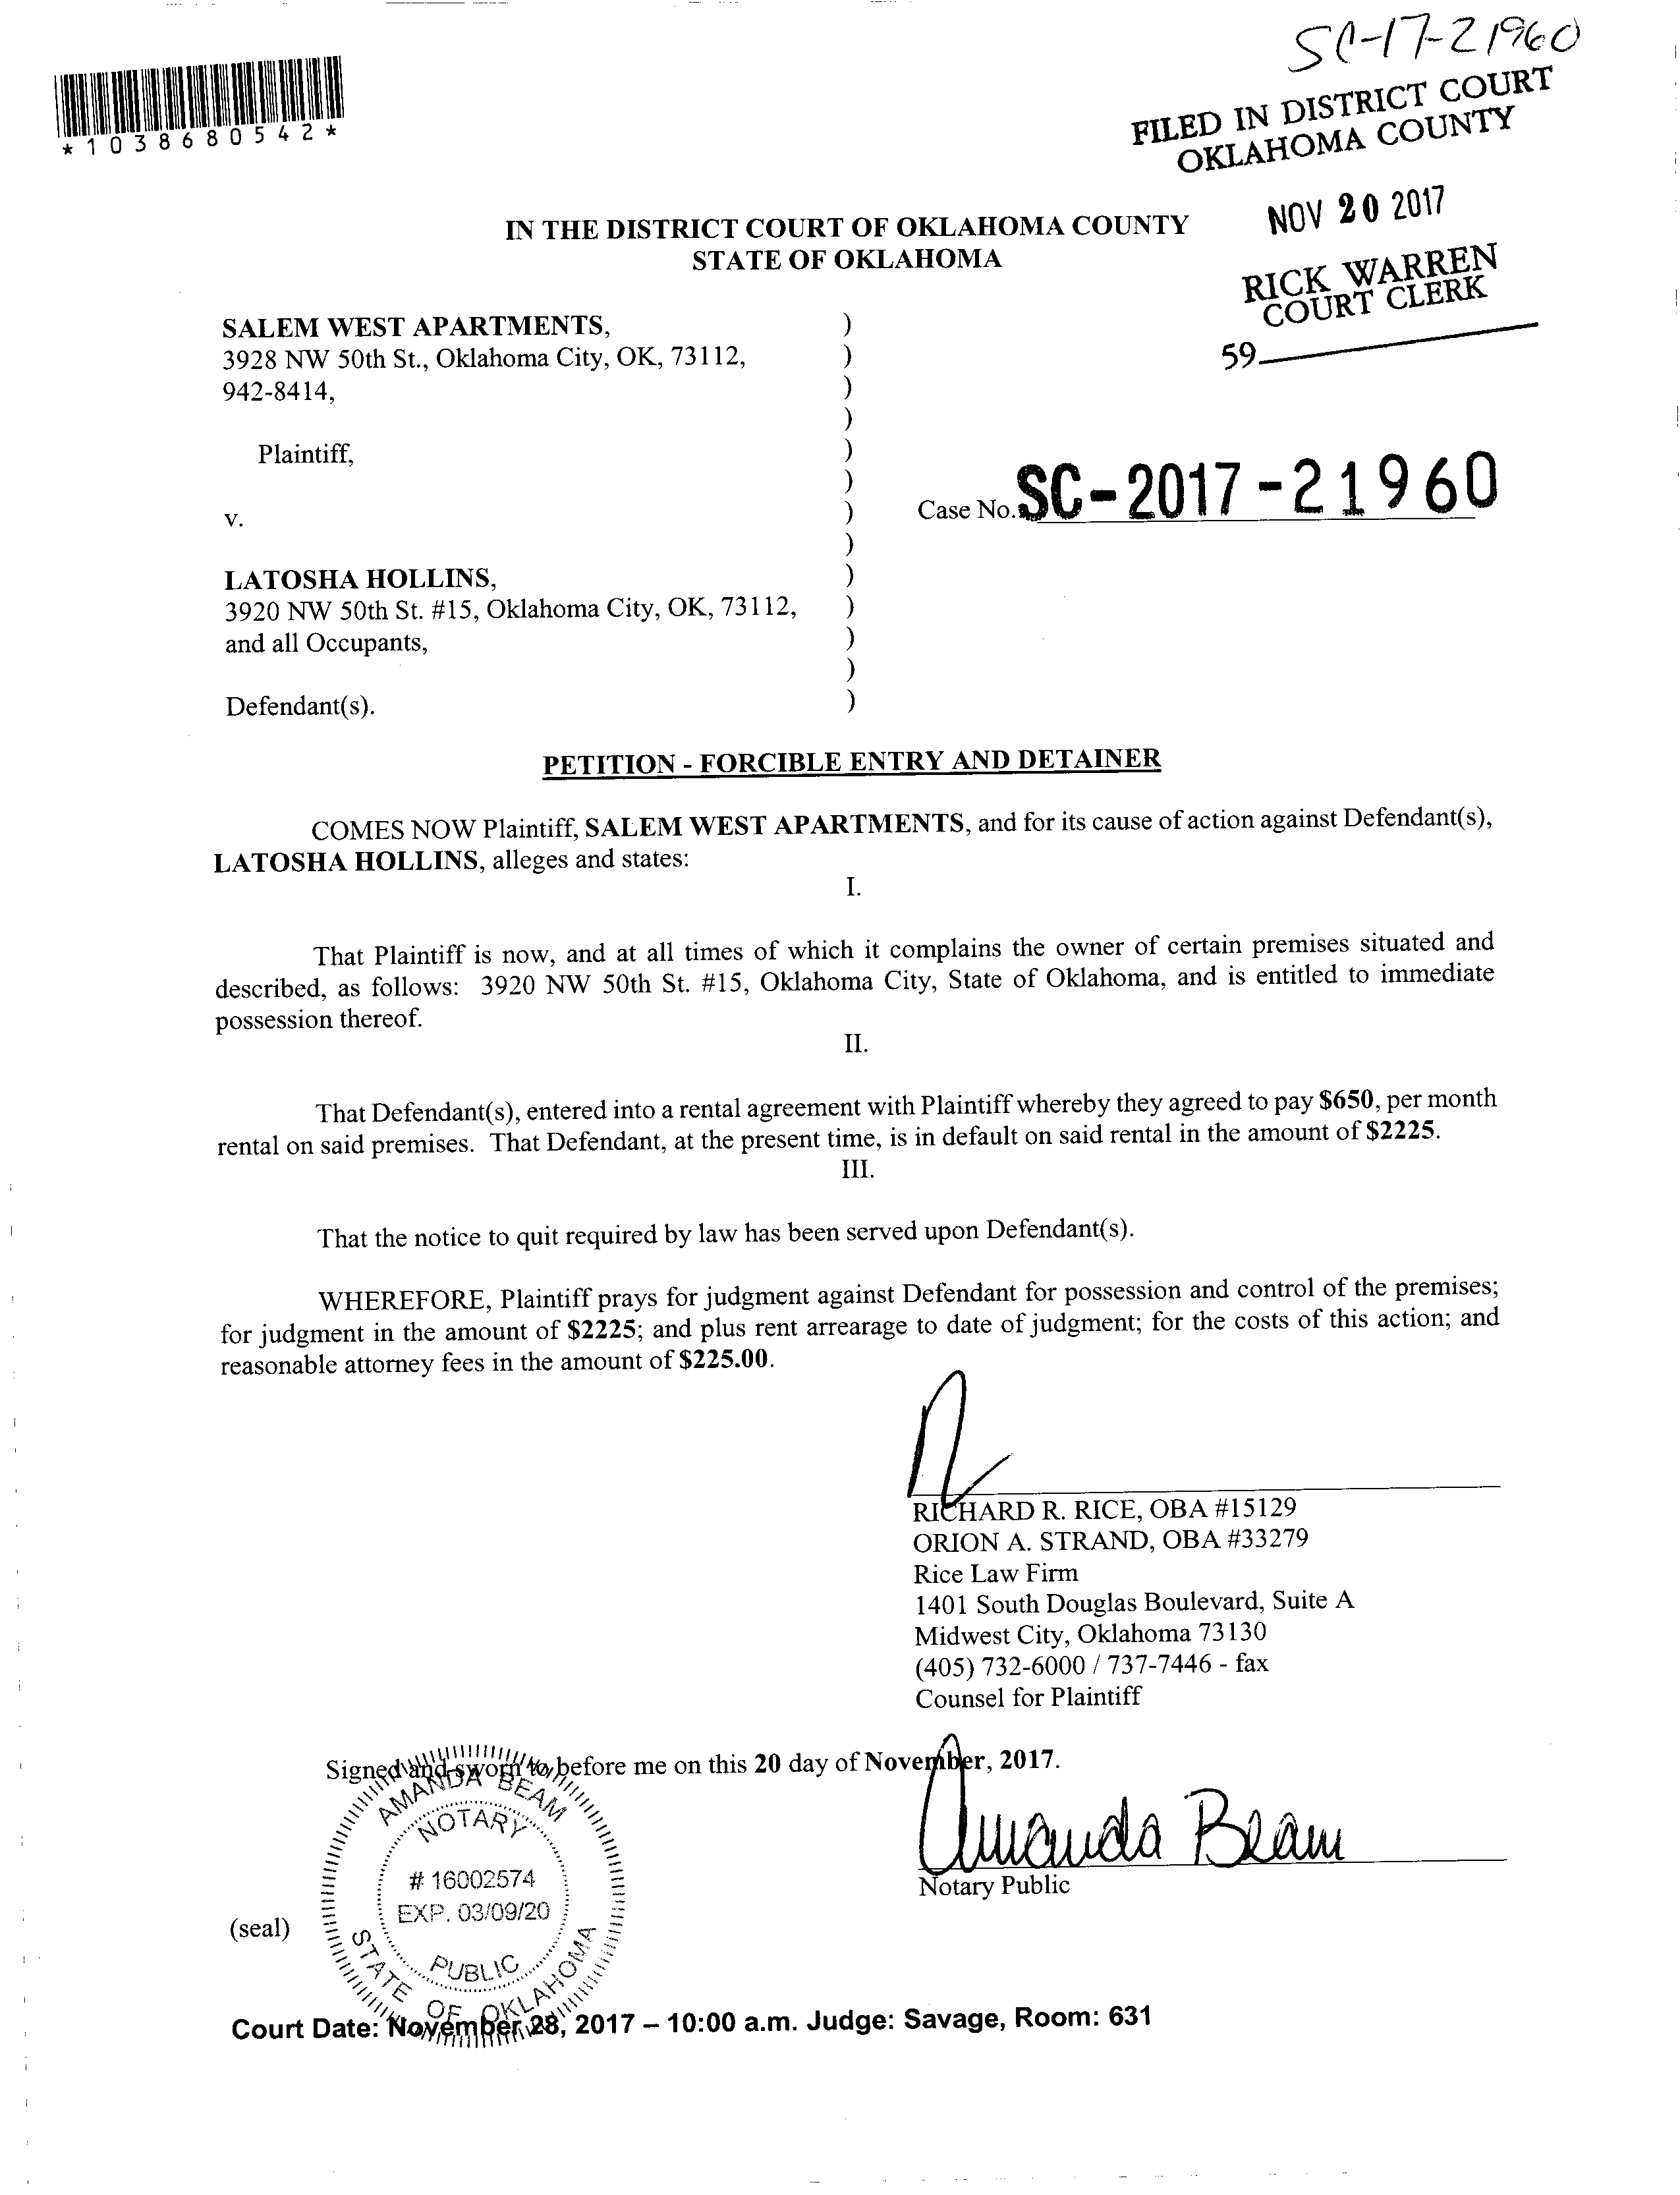 SC-17-21960
*1038680542*
FILED IN DISTRICT COURT
OKLAHOMA COUNTY
NOV 20 2017
RICK WARREN
COURT CLERK
59
IN THE DISTRICT COURT OF OKLAHOMA COUNTY
STATE OF OKLAHOMA
SALEM WEST APARTMENTS, )
3928 NW 50th St., Oklahoma City, OK, 73112, )
942-8414, )
)
Plaintiff, )
)
v. ) Case No. SC-2017-21960
)
LATOSHA HOLLINS, )
3920 NW 50th St. #15, Oklahoma City, OK, 73112, )
and all Occupants, )
)
Defendant(s). )
PETITION - FORCIBLE ENTRY AND DETAINER
COMES NOW Plaintiff, SALEM WEST APARTMENTS, and for its cause of action against Defendant(s),
LATOSHA HOLLINS, alleges and states:
I.
That Plaintiff is now, and at all times of which it complains the owner of certain premises situated and
described, as follows: 3920 NW 50th St. #15, Oklahoma City, State of Oklahoma, and is entitled to immediate
possession thereof.
II.
That Defendant(s), entered into a rental agreement with Plaintiff whereby they agreed to pay $650, per month
rental on said premises. That Defendant, at the present time, is in default on said rental in the amount of $2225.
III.
That the notice to quit required by law has been served upon Defendant(s).
WHEREFORE, Plaintiff prays for judgment against Defendant for possession and control of the premises;
for judgment in the amount of $2225; and plus rent arrearage to date of judgment; for the costs of this action; and
reasonable attorney fees in the amount of $225.00.
RICHARD R. RICE, OBA #15129
ORION A. STRAND, OBA #33279
Rice Law Firm
1401 South Douglas Boulevard, Suite A
Midwest City, Oklahoma 73130
(405) 732-6000 / 737-7446 - fax
Counsel for Plaintiff
Signed and sworn to before me on this 20 day of November, 2017.
AMANDA BEAM
NOTARY
# 16002574
EXP. 03/09/20
PUBLIC
STATE OF OKLAHOMA
Amanda Beam
Notary Public
(seal)
Court Date: November 28, 2017 – 10:00 a.m. Judge: Savage, Room: 631